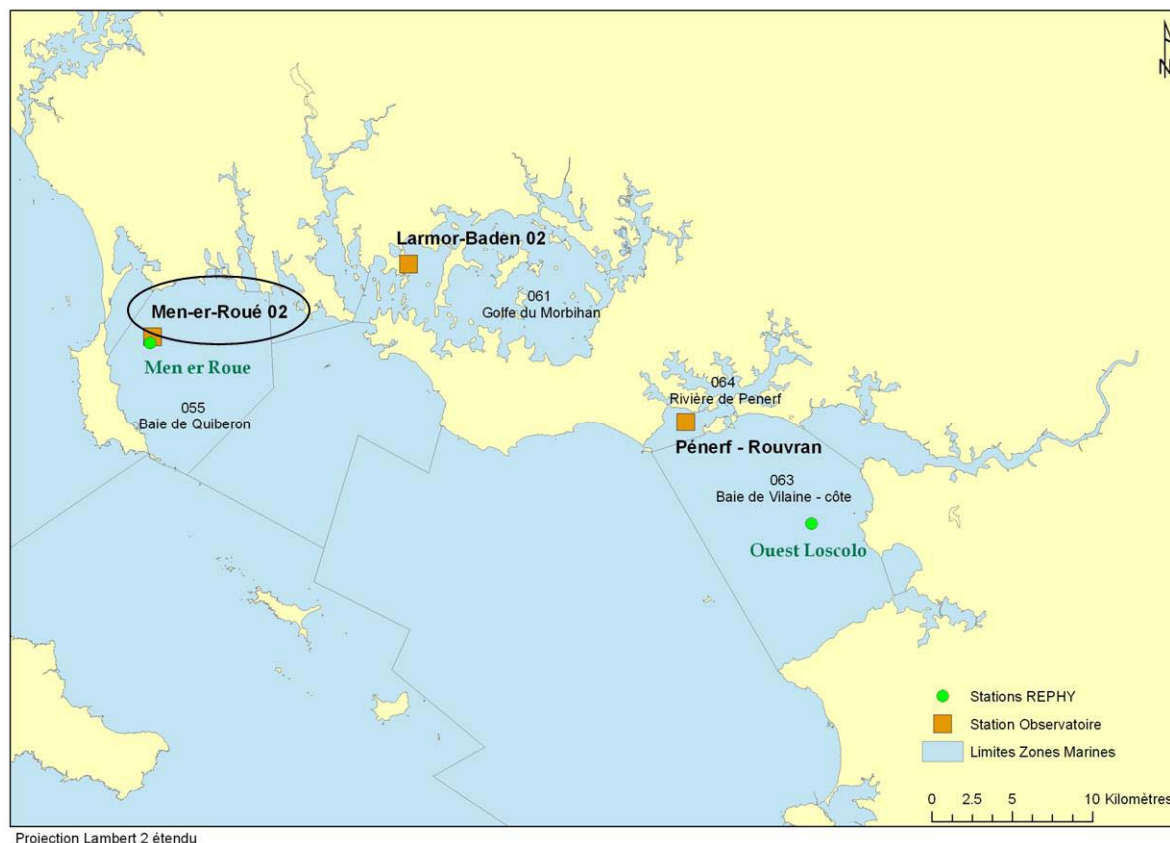 N
Larmor-Baden 02
061
Golfe du Morbihan
Men-er-Roué 02
Men er Roue
055
Baie de Quiberon
064
Rivière de Penerf
Pénerf - Rouvran
063
Baie de Vilaine - côte
Ouest Loscolo
Stations REPHY
Station Observatoire
Limites Zones Marines
0 2.5 5 10 Kilomètres
Projection Lambert 2 étendu